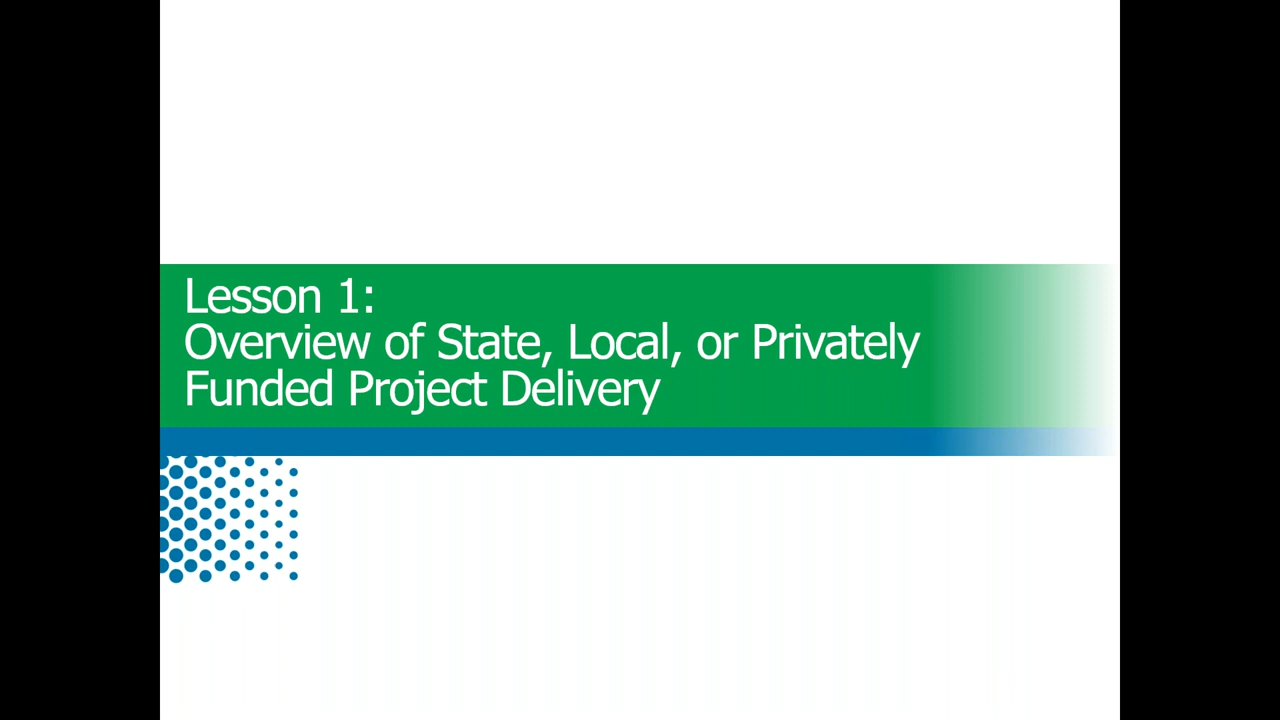 Lesson 1:
Overview of State, Local, or Privately
Funded Project Delivery